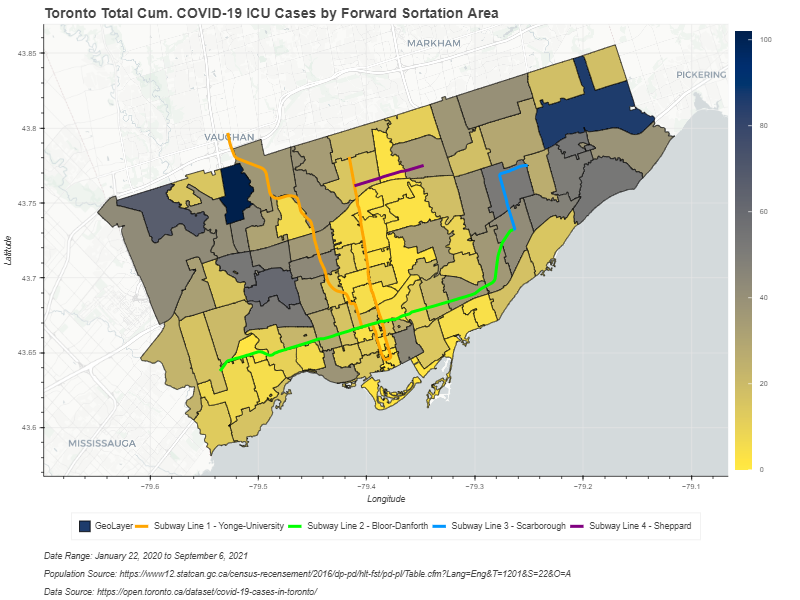 Toronto Total Cum. COVID-19 ICU Cases by Forward Sortation Area
MARKHAM
PICKERING
VAUGHAN
MISSISSAUGA
43.85
43.8
43.75
43.7
43.65
43.6
Latitude
−79.6
−79.5
−79.4
−79.3
−79.2
−79.1
Longitude
100
80
60
40
20
0
GeoLayer
Subway Line 1 - Yonge-University
Subway Line 2 - Bloor-Danforth
Subway Line 3 - Scarborough
Subway Line 4 - Sheppard
Date Range: January 22, 2020 to September 6, 2021
Population Source: https://www12.statcan.gc.ca/census-recensement/2016/dp-pd/hlt-fst/pd-pl/Table.cfm?Lang=Eng&T=1201&S=22&O=A
Data Source: https://open.toronto.ca/dataset/covid-19-cases-in-toronto/